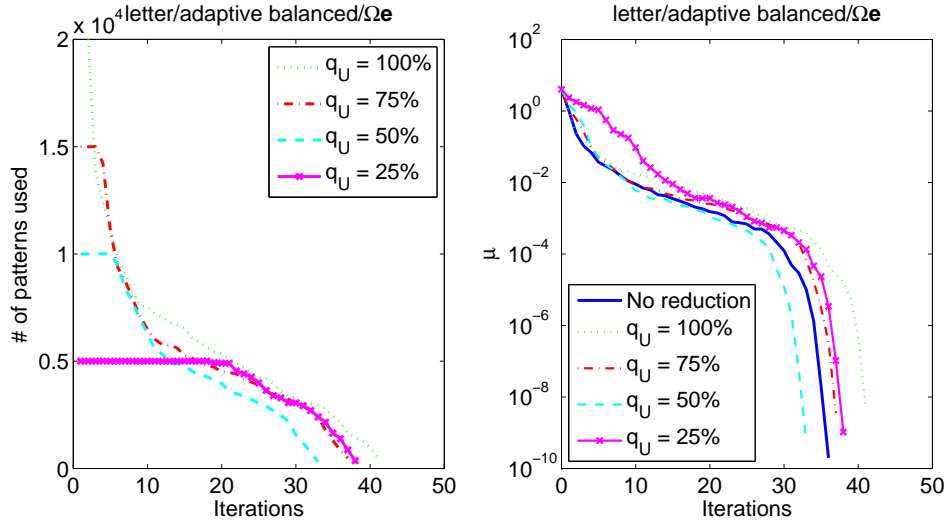 x 10^4 letter/adaptive balanced/Ωe
2
1.5
1
0.5
0
# of patterns used
q_U = 100%
q_U = 75%
q_U = 50%
q_U = 25%
0 10 20 30 40 50
Iterations
letter/adaptive balanced/Ωe
10^2
10^0
10^-2
10^-4
10^-6
10^-8
10^-10
μ
No reduction
q_U = 100%
q_U = 75%
q_U = 50%
q_U = 25%
0 10 20 30 40 50
Iterations